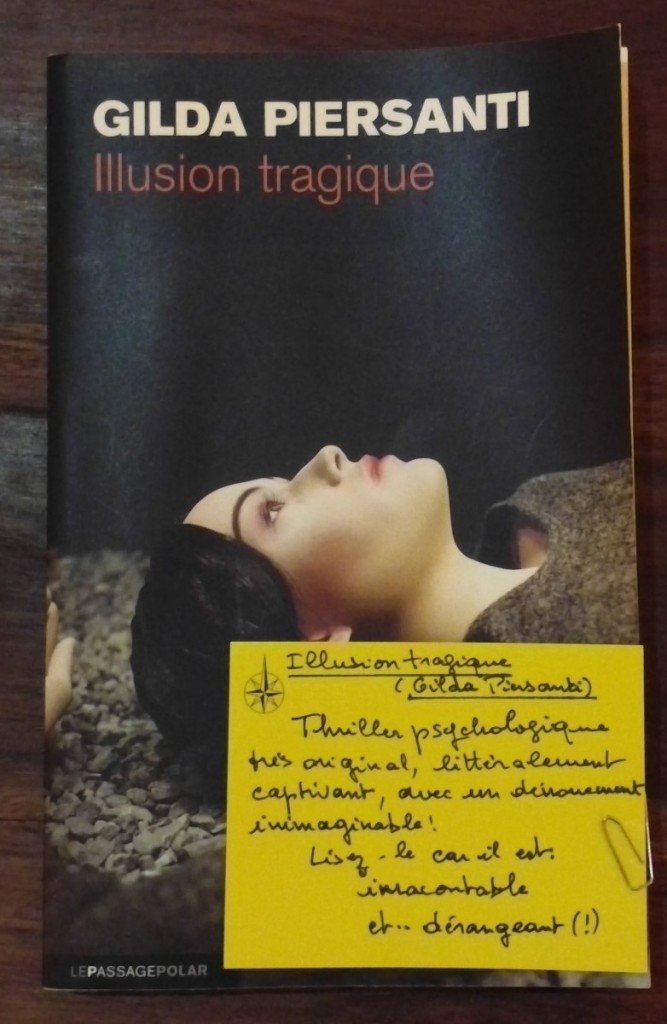 GILDA PIERSANTI
Illusion tragique
Illusion tragique
(Gilda Piersanti)
Thriller psychologique
très original, littéralement
captivant, avec un dénouement
inimaginable!
Lisez-le car il est.
inracontable
et.. dérangeant (!)
LEPASSAGEPOLAR